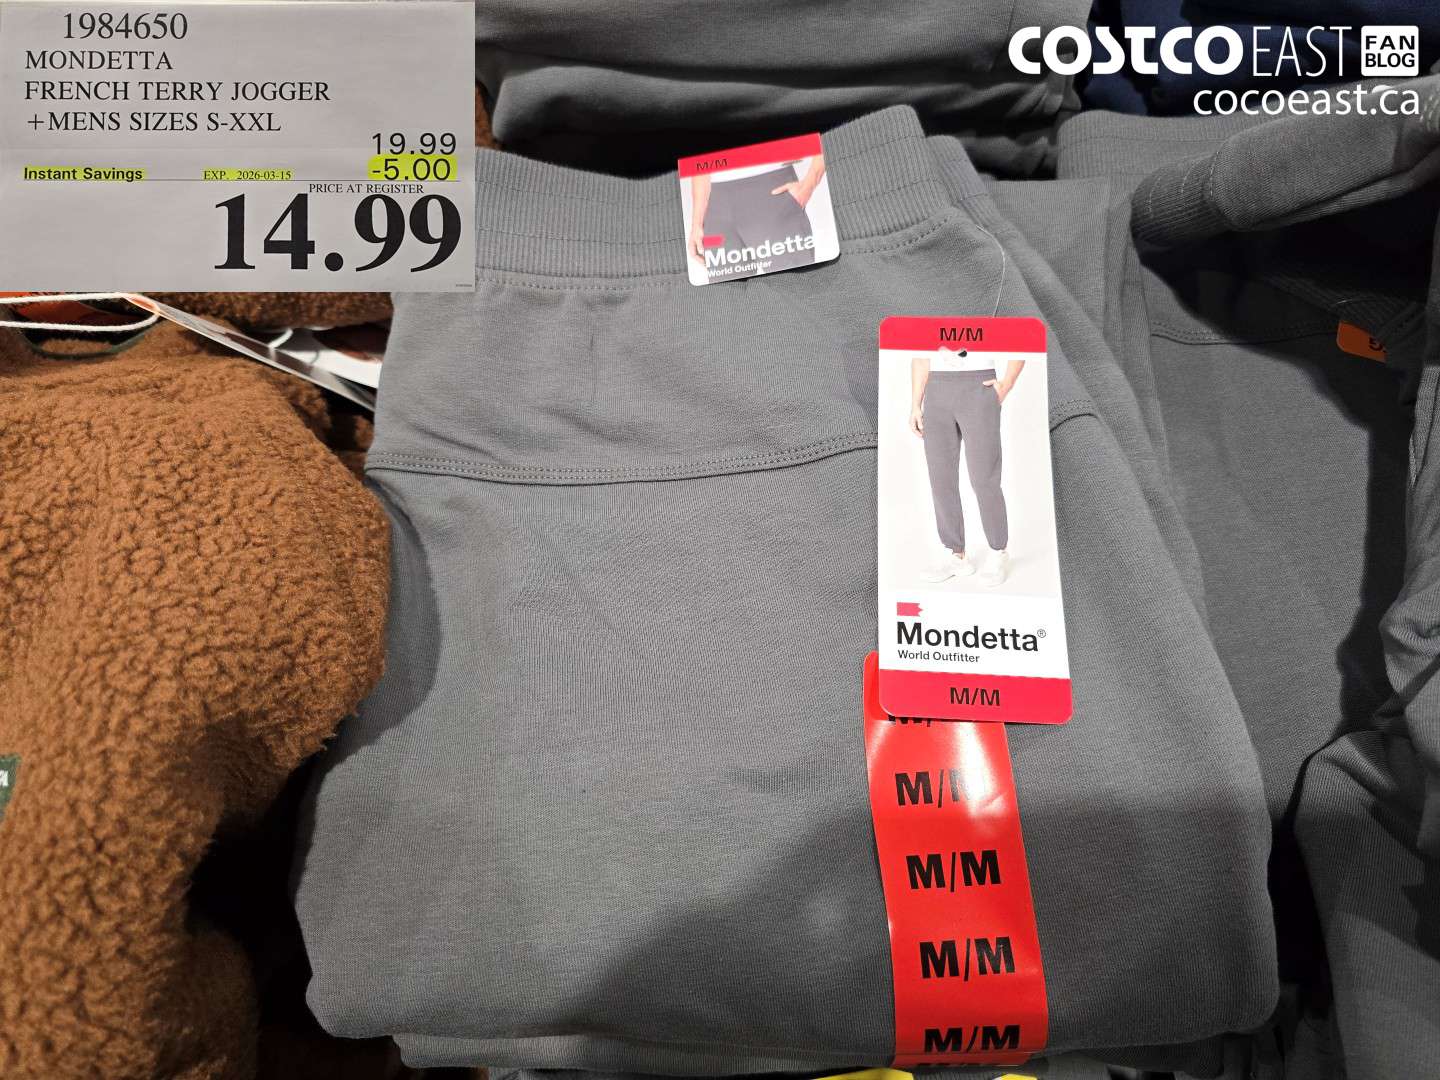 1984650
MONDETTA
FRENCH TERRY JOGGER
+MENS SIZES S-XXL
19.99
Instant Savings EXP. 2026-03-15 -5.00
PRICE AT REGISTER
14.99
COSTCO EAST FAN BLOG
cocoeast.ca
M/M
Mondetta
World Outfitter
M/M
Mondetta®
World Outfitter
M/M
M/M
M/M
M/M
M/M